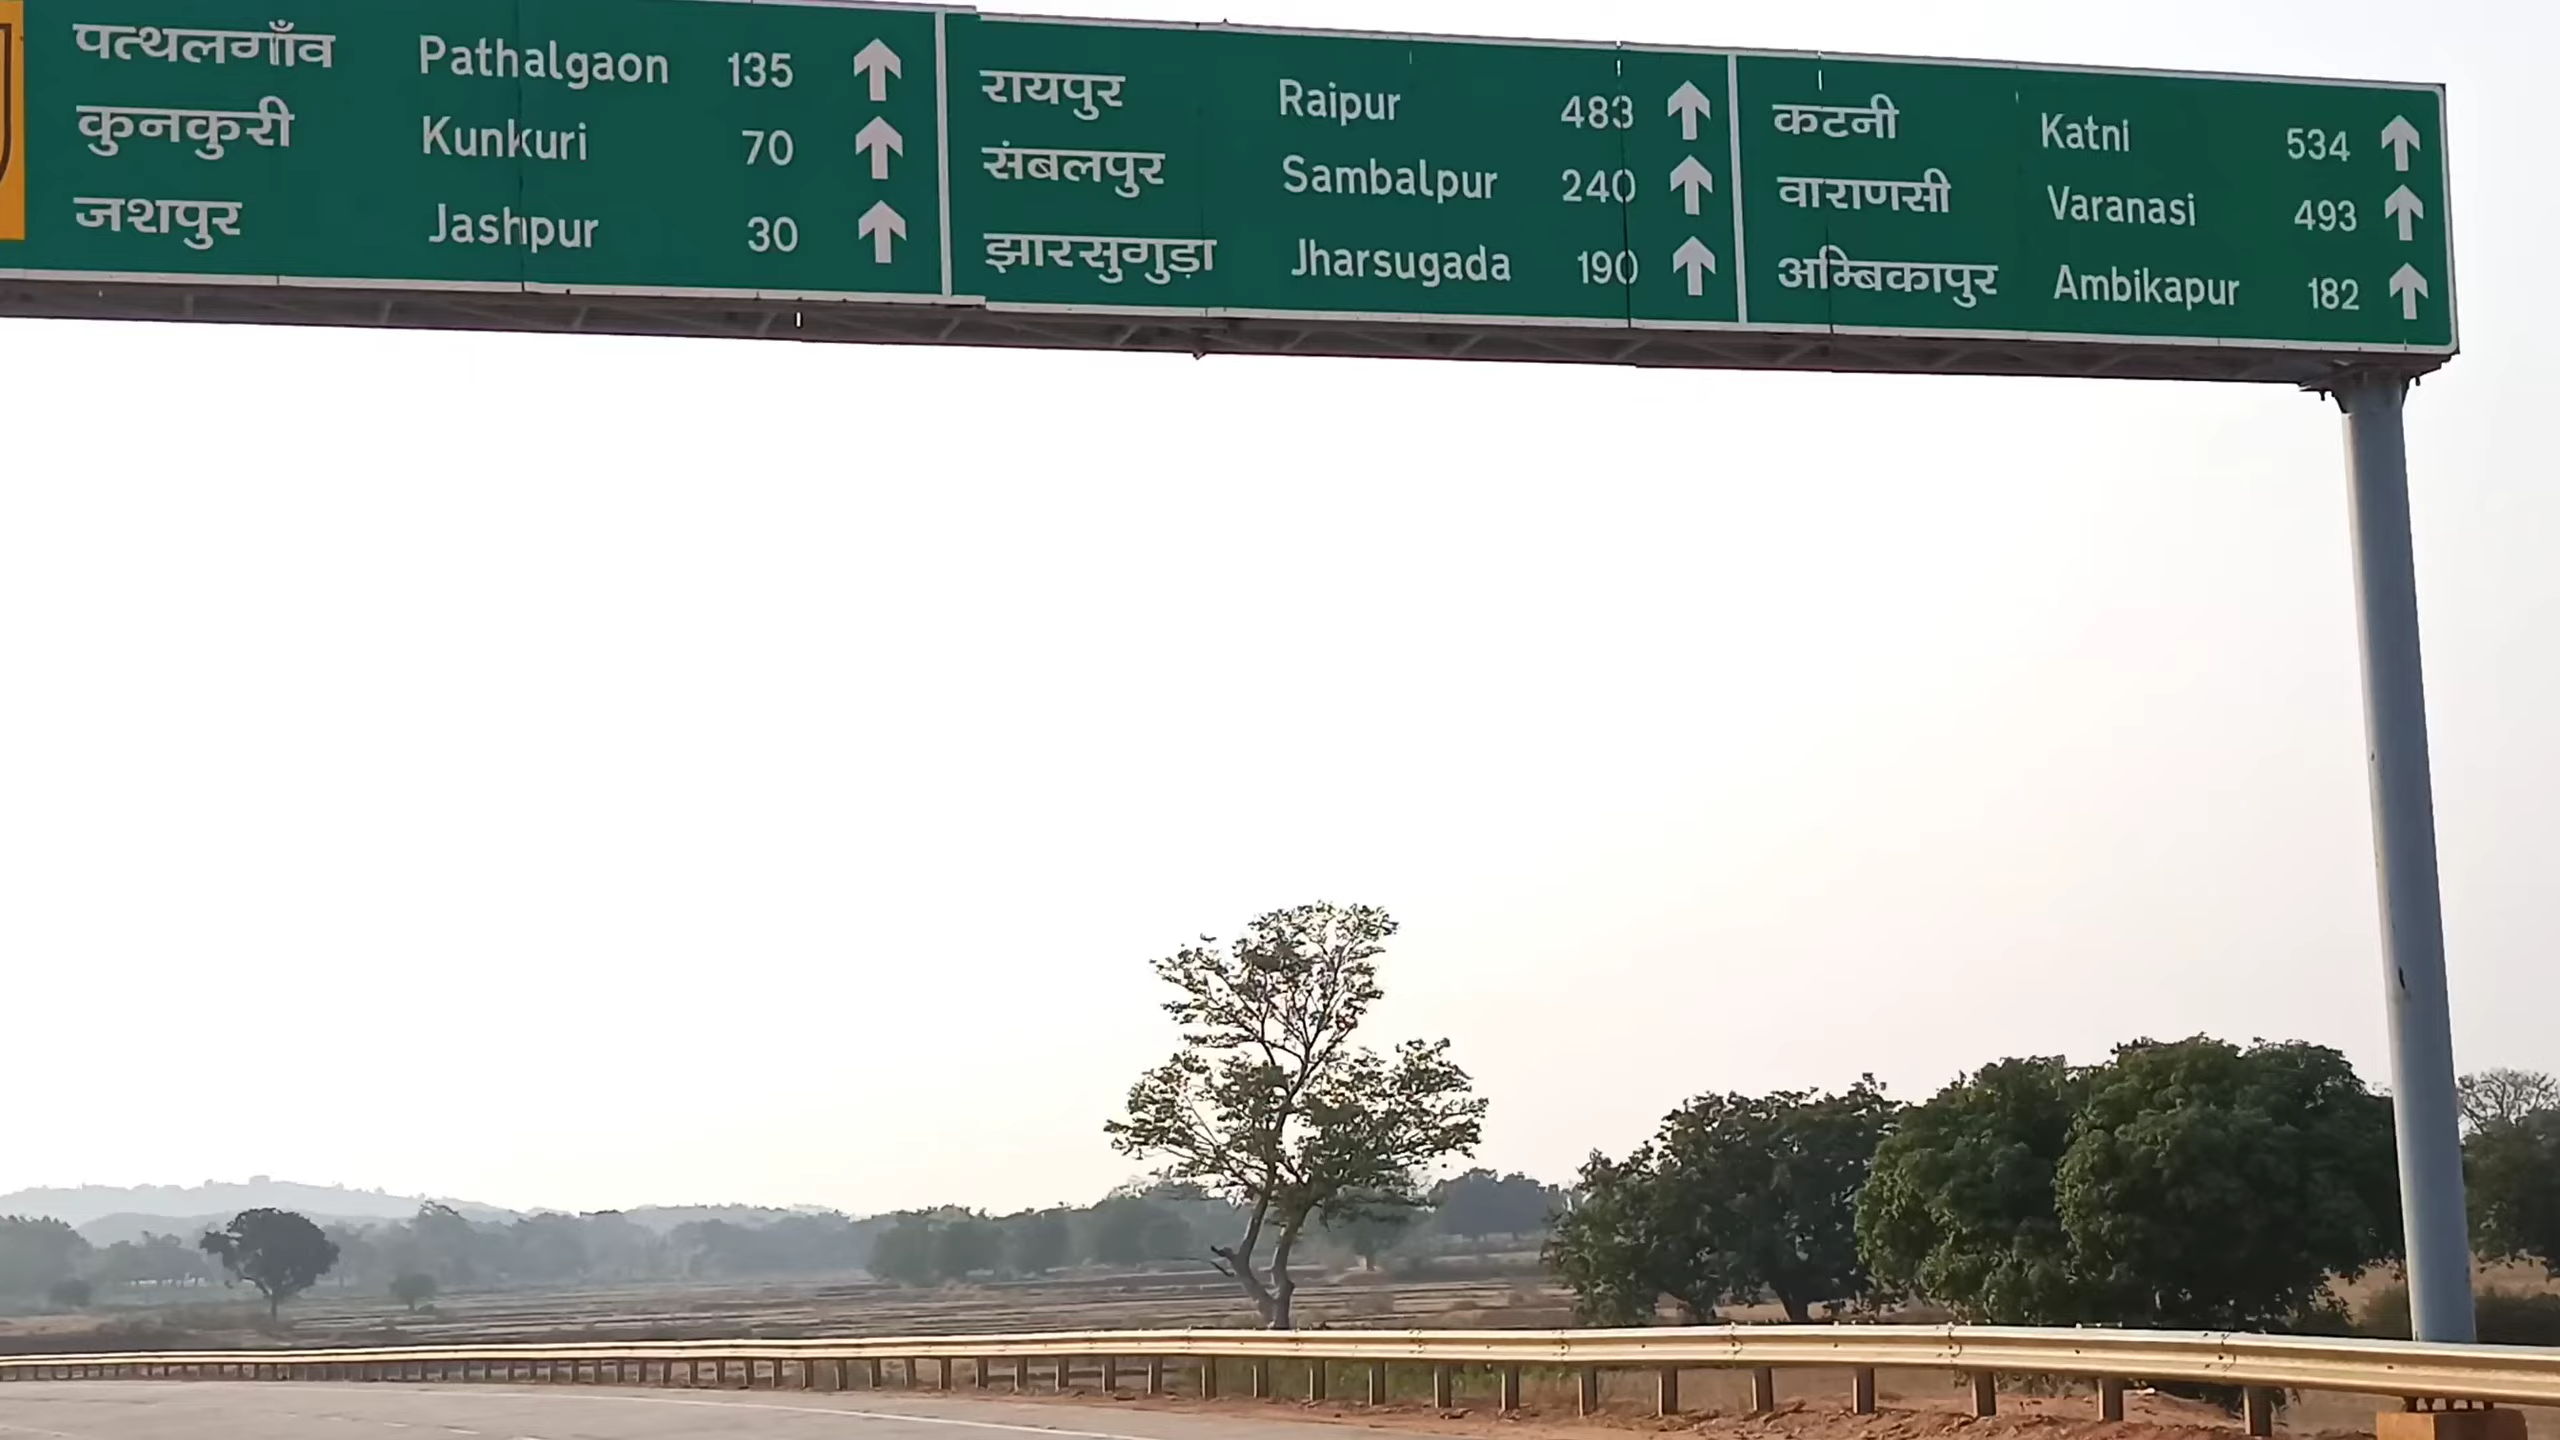 पत्थलगाँव Pathalgaon 135
कुनकुरी Kunkuri 70
जशपुर Jashpur 30
रायपुर Raipur 483
संबलपुर Sambalpur 240
झारसुगुड़ा Jharsugada 190
कटनी Katni 534
वाराणसी Varanasi 493
अम्बिकापुर Ambikapur 182